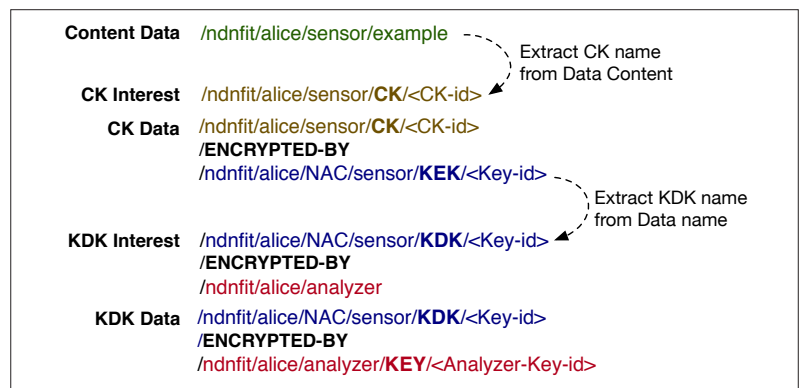 Content Data /ndnfit/alice/sensor/example
Extract CK name
from Data Content
CK Interest /ndnfit/alice/sensor/CK/<CK-id>
CK Data /ndnfit/alice/sensor/CK/<CK-id>
/ENCRYPTED-BY
/ndnfit/alice/NAC/sensor/KEK/<Key-id>
Extract KDK name
from Data name
KDK Interest /ndnfit/alice/NAC/sensor/KDK/<Key-id>
/ENCRYPTED-BY
/ndnfit/alice/analyzer
KDK Data /ndnfit/alice/NAC/sensor/KDK/<Key-id>
/ENCRYPTED-BY
/ndnfit/alice/analyzer/KEY/<Analyzer-Key-id>